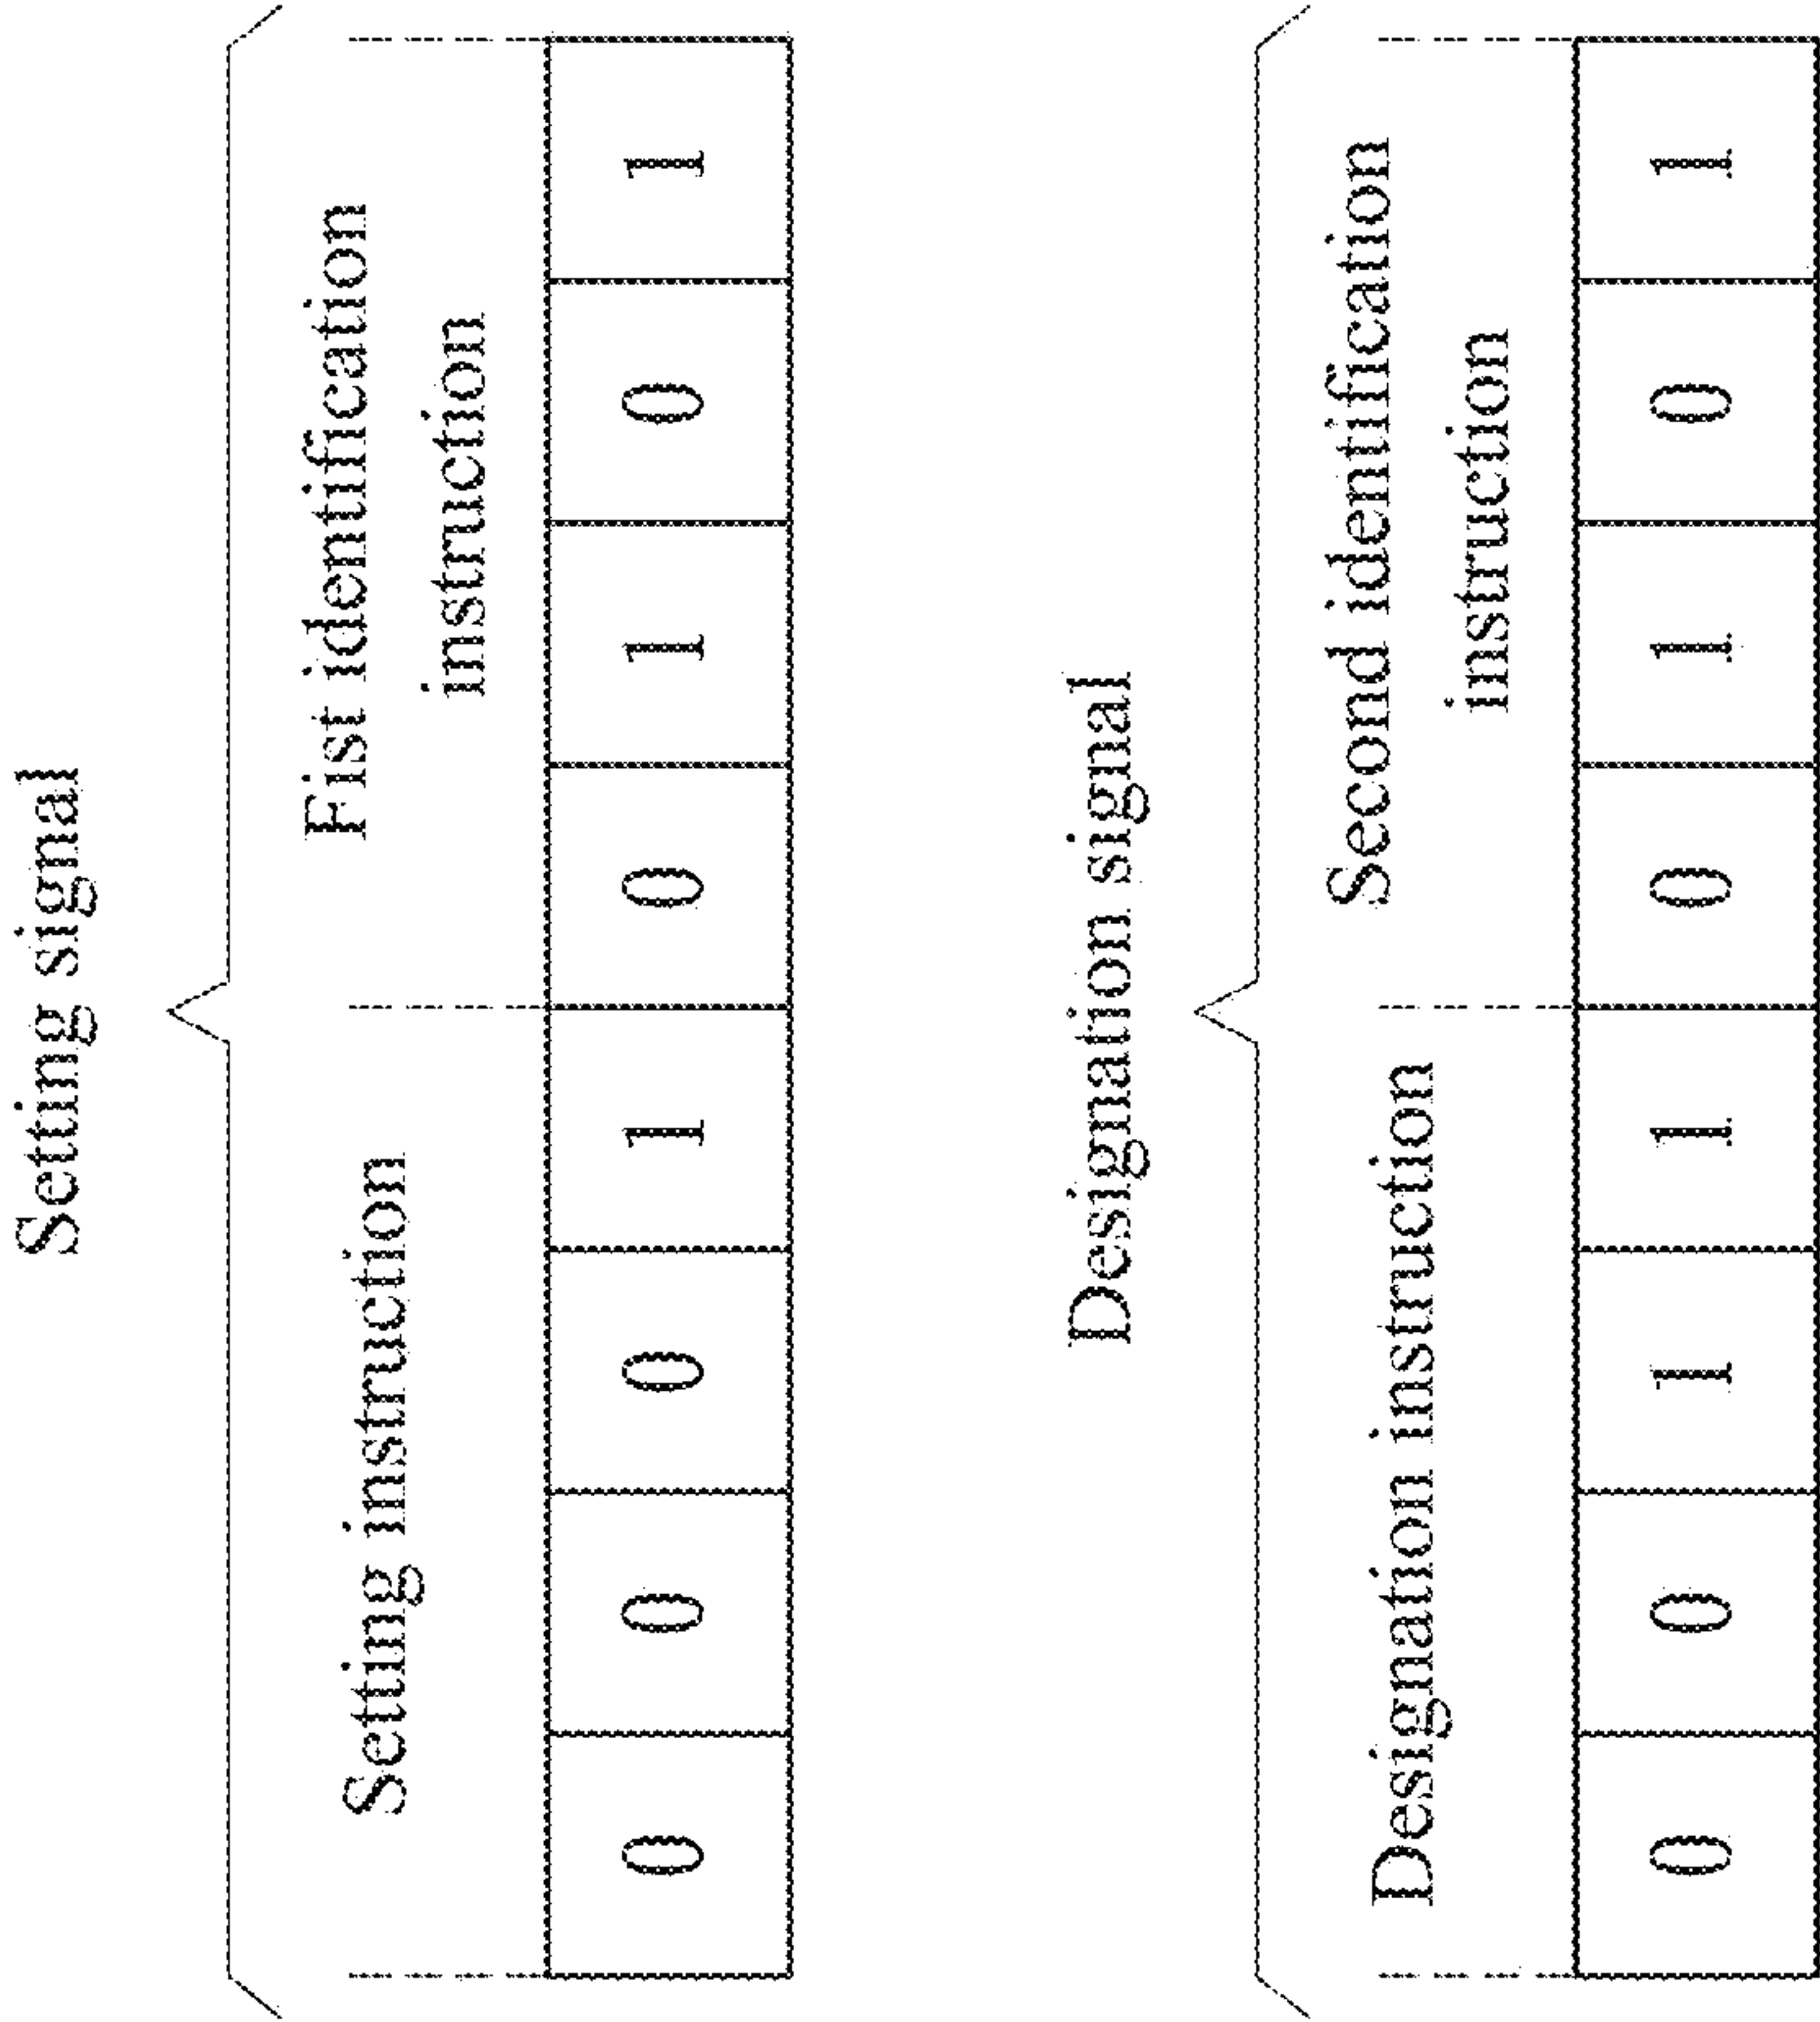 Setting signal
Setting instruction
Fist identification
instruction
0 0 0 1 0 1 0 1
Designation signal
Designation instruction
Second identification
instruction
0 0 1 1 0 1 0 1